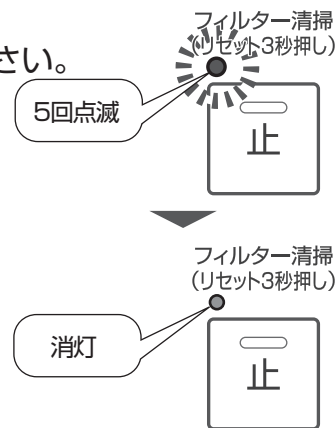 さい。
フィルター清掃
(リセット3秒押し)
5回点滅
止
フィルター清掃
(リセット3秒押し)
消灯
止